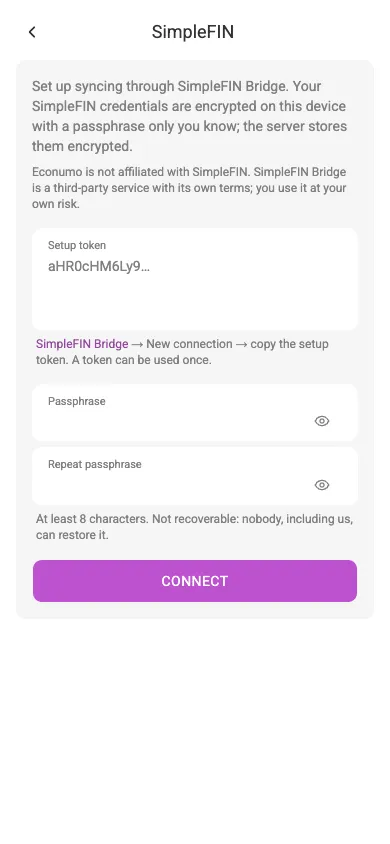 SimpleFIN
Set up syncing through SimpleFIN Bridge. Your
SimpleFIN credentials are encrypted on this device
with a passphrase only you know; the server stores
them encrypted.
Econumo is not affiliated with SimpleFIN. SimpleFIN Bridge
is a third-party service with its own terms; you use it at your
own risk.
Setup token
aHR0cHM6Ly9...
SimpleFIN Bridge → New connection → copy the setup
token. A token can be used once.
Passphrase
Repeat passphrase
At least 8 characters. Not recoverable: nobody, including us,
can restore it.
CONNECT